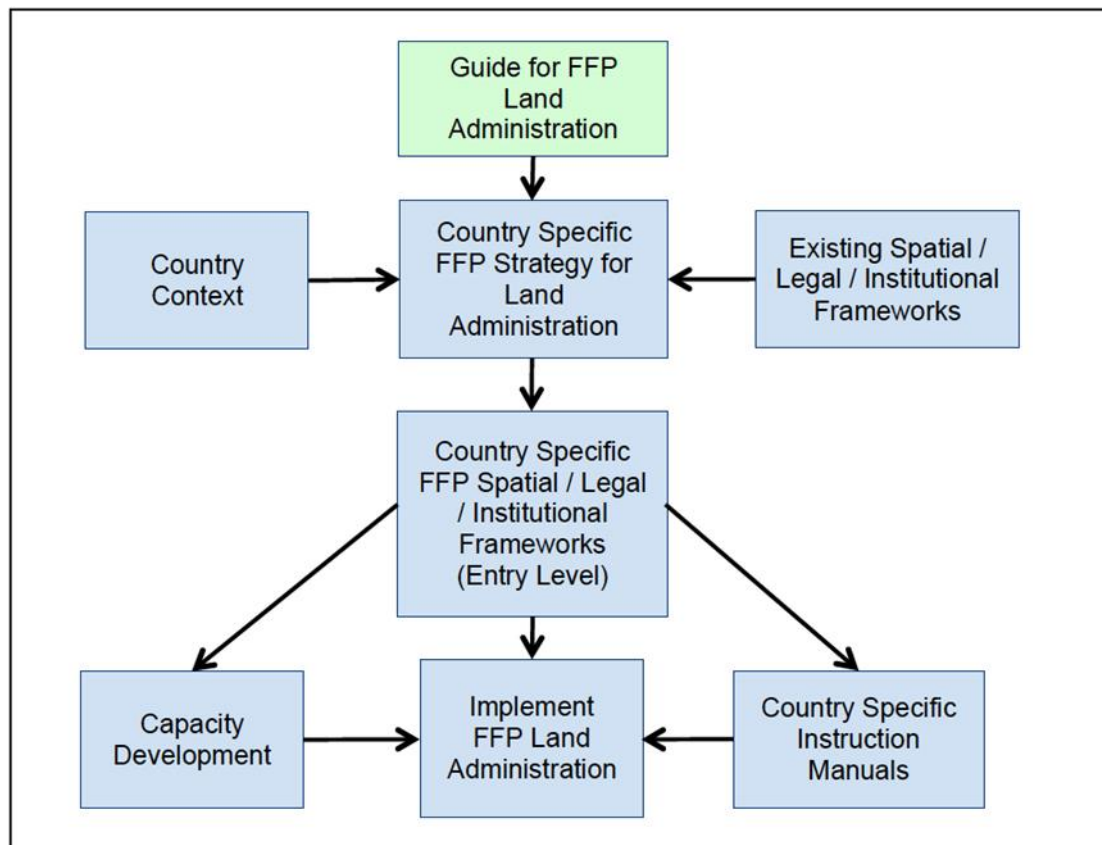 Guide for FFP
Land
Administration
Country
Context
Country Specific
FFP Strategy for
Land
Administration
Existing Spatial /
Legal / Institutional
Frameworks
Country Specific
FFP Spatial / Legal
/ Institutional
Frameworks
(Entry Level)
Capacity
Development
Implement
FFP Land
Administration
Country Specific
Instruction
Manuals